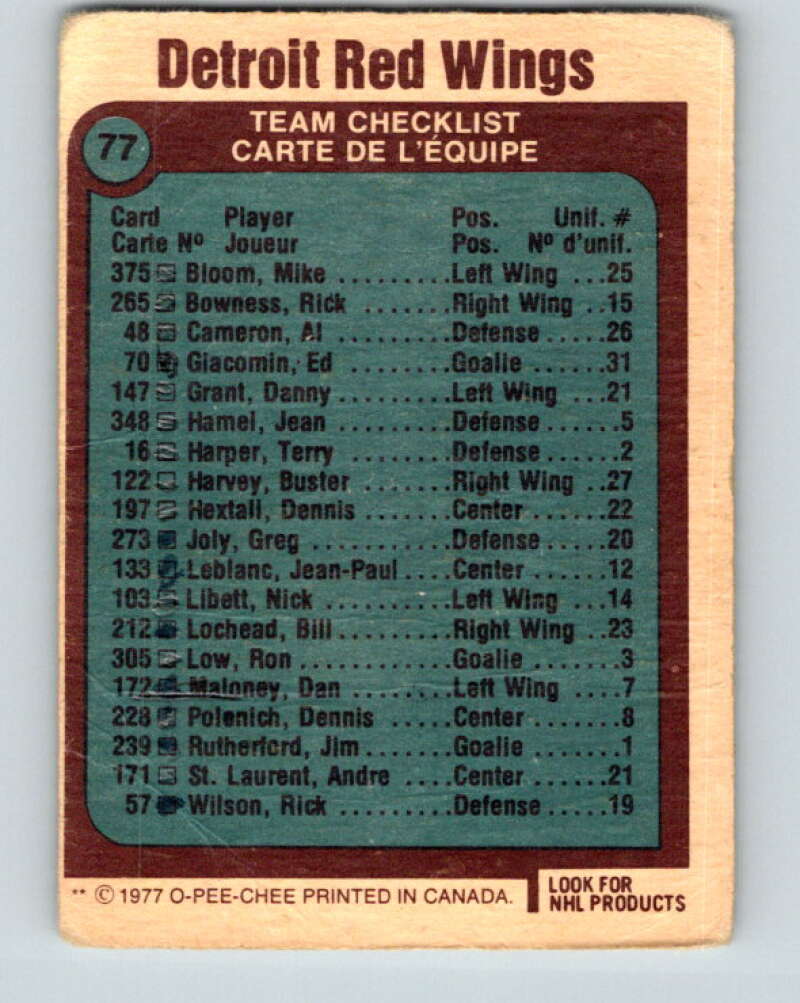 Detroit Red Wings
77
TEAM CHECKLIST
CARTE DE L'ÉQUIPE
Card Player Pos. Unif. #
Carte Nº Joueur Pos. Nº d'unif.
375 Bloom, Mike .........Left Wing ...25
265 Bowness, Rick .......Right Wing ..15
48 Cameron, Al .........Defense.....26
70 Giacomin, Ed .........Goalie ......31
147 Grant, Danny.........Left Wing ...21
348 Hamel, Jean .........Defense......5
16 Harper, Terry ........Defense......2
122 Harvey, Buster .......Right Wing ..27
197 Hextall, Dennis .......Center ......22
273 Joly, Greg ...........Defense.....20
133 Leblanc, Jean-Paul....Center ......12
103 Libett, Nick ..........Left Wing ...14
212 Lochead, Bill.........Right Wing ..23
305 Low, Ron............Goalie .......3
172 Maloney, Dan ........Left Wing ....7
228 Polonich, Dennis .....Center .......8
239 Rutherford, Jim.......Goalie .......1
171 St. Laurent, Andre ....Center ......21
57 Wilson, Rick .........Defense.....19
** © 1977 O-PEE-CHEE PRINTED IN CANADA.
LOOK FOR
NHL PRODUCTS